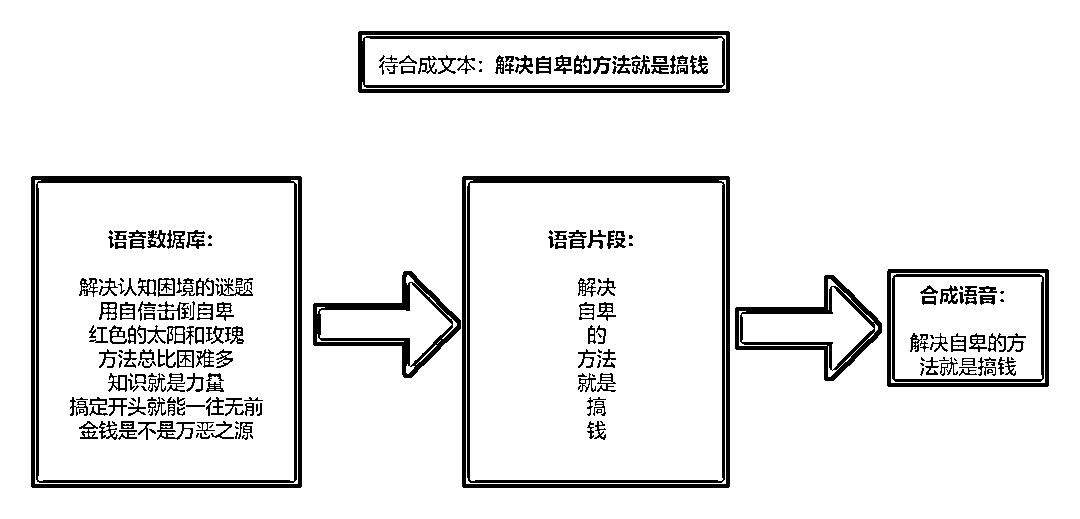 待合成文本：解决自卑的方法就是搞钱
语音数据库：
解决认知困境的谜题
用自信击倒自卑
红色的太阳和玫瑰
方法总比困难多
知识就是力量
搞定开头就能一往无前
金钱是不是万恶之源
语音片段：
解决
自卑
的
方法
就是
搞
钱
合成语音：
解决自卑的方
法就是搞钱